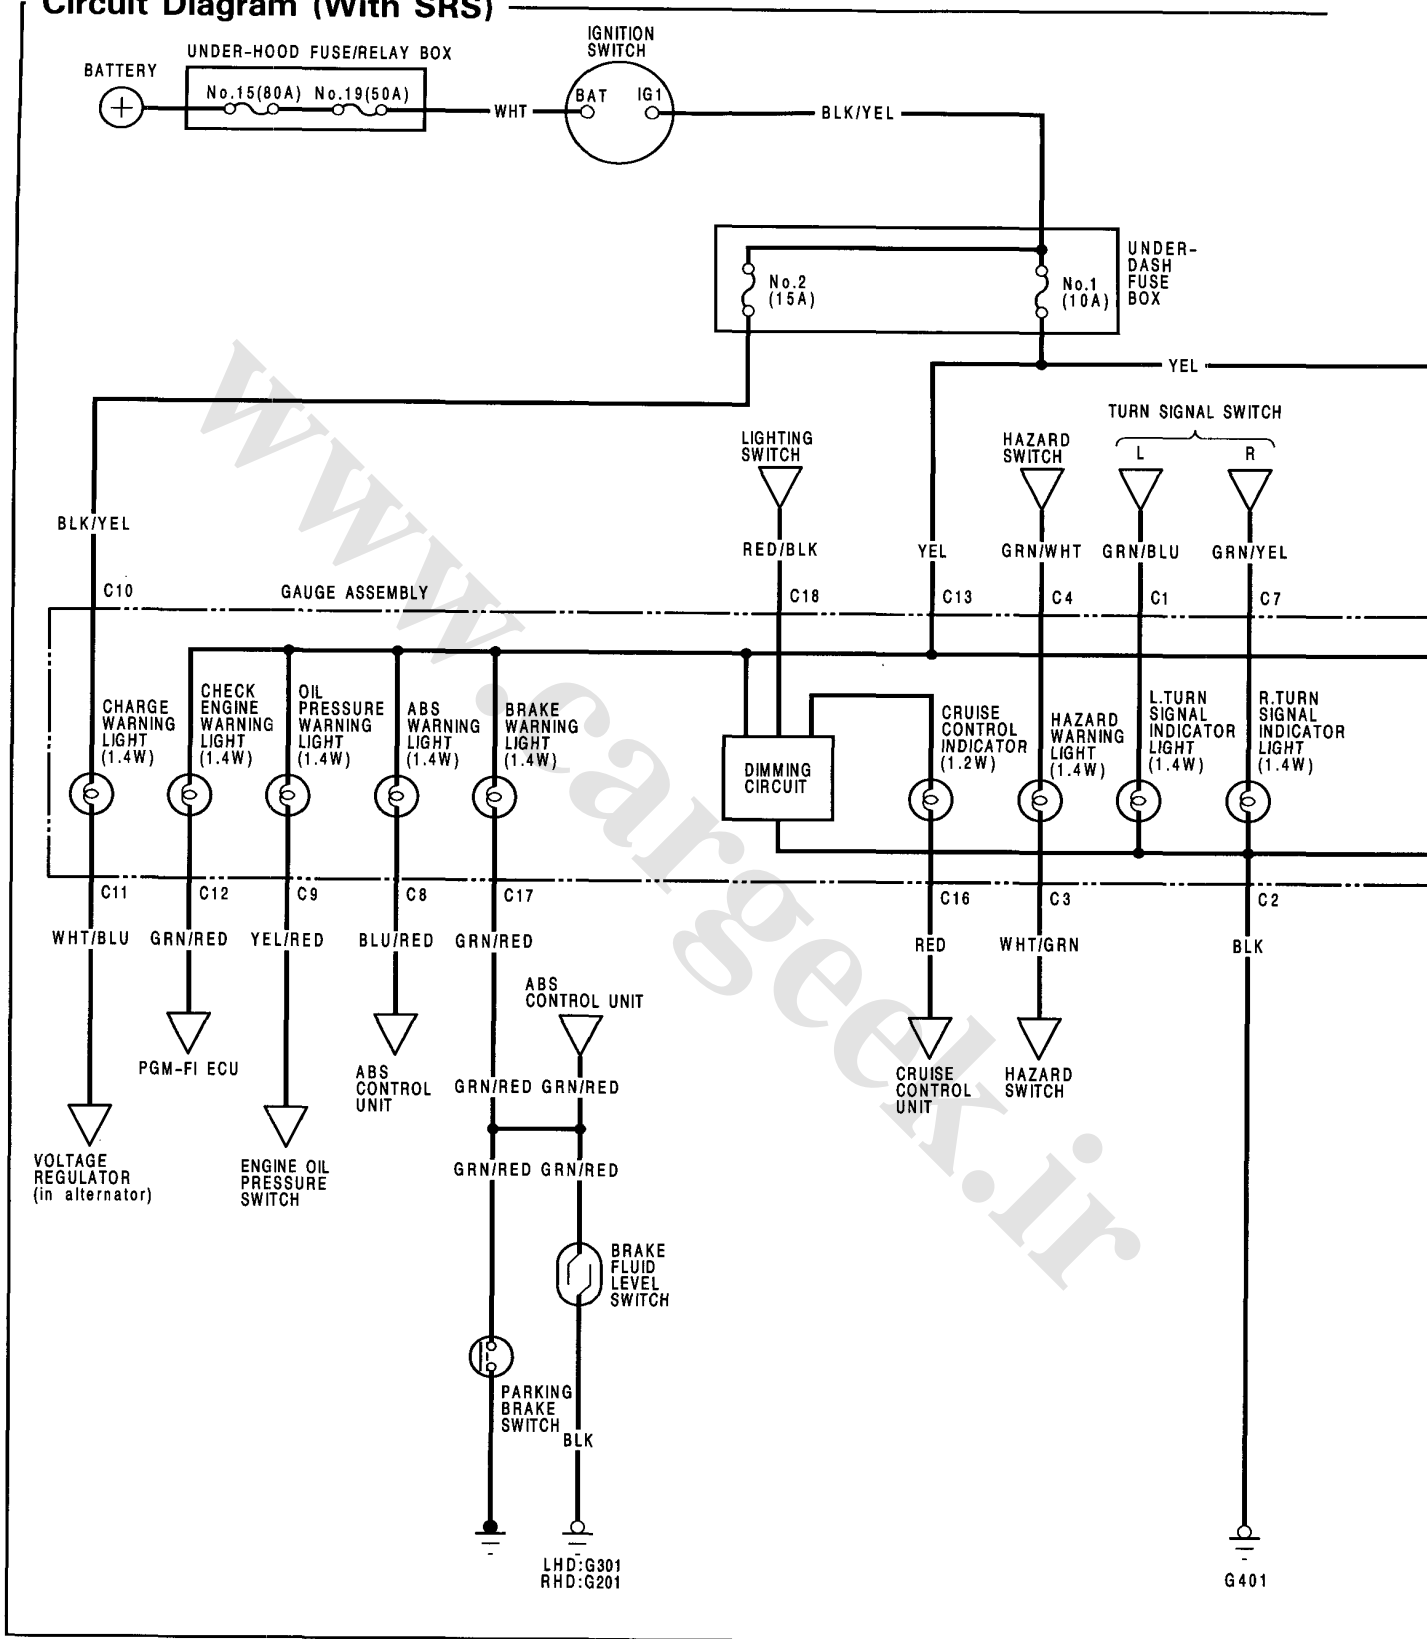 Circuit Diagram (With SRS)
IGNITION
SWITCH
UNDER-HOOD FUSE/RELAY BOX
BATTERY
No.15(80A) No.19(50A)
BAT IG1
WHT
BLK/YEL
UNDER-
DASH
FUSE
BOX
No.2
(15A)
No.1
(10A)
YEL
TURN SIGNAL SWITCH
L R
LIGHTING
SWITCH
HAZARD
SWITCH
BLK/YEL
RED/BLK
YEL
GRN/WHT
GRN/BLU
GRN/YEL
C10
GAUGE ASSEMBLY
C18
C13
C4
C1
C7
CHARGE
WARNING
LIGHT
(1.4W)
CHECK
ENGINE
WARNING
LIGHT
(1.4W)
OIL
PRESSURE
WARNING
LIGHT
(1.4W)
ABS
WARNING
LIGHT
(1.4W)
BRAKE
WARNING
LIGHT
(1.4W)
DIMMING
CIRCUIT
CRUISE
CONTROL
INDICATOR
(1.2W)
HAZARD
WARNING
LIGHT
(1.4W)
L.TURN
SIGNAL
INDICATOR
LIGHT
(1.4W)
R.TURN
SIGNAL
INDICATOR
LIGHT
(1.4W)
C11
C12
C9
C8
C17
C16
C3
C2
WHT/BLU
GRN/RED
YEL/RED
BLU/RED
GRN/RED
RED
WHT/GRN
BLK
ABS
CONTROL UNIT
PGM-FI ECU
ABS
CONTROL
UNIT
GRN/RED GRN/RED
CRUISE
CONTROL
UNIT
HAZARD
SWITCH
VOLTAGE
REGULATOR
(in alternator)
ENGINE OIL
PRESSURE
SWITCH
GRN/RED GRN/RED
BRAKE
FLUID
LEVEL
SWITCH
PARKING
BRAKE
SWITCH
BLK
LHD:G301
RHD:G201
G401
www.cargeek.ir